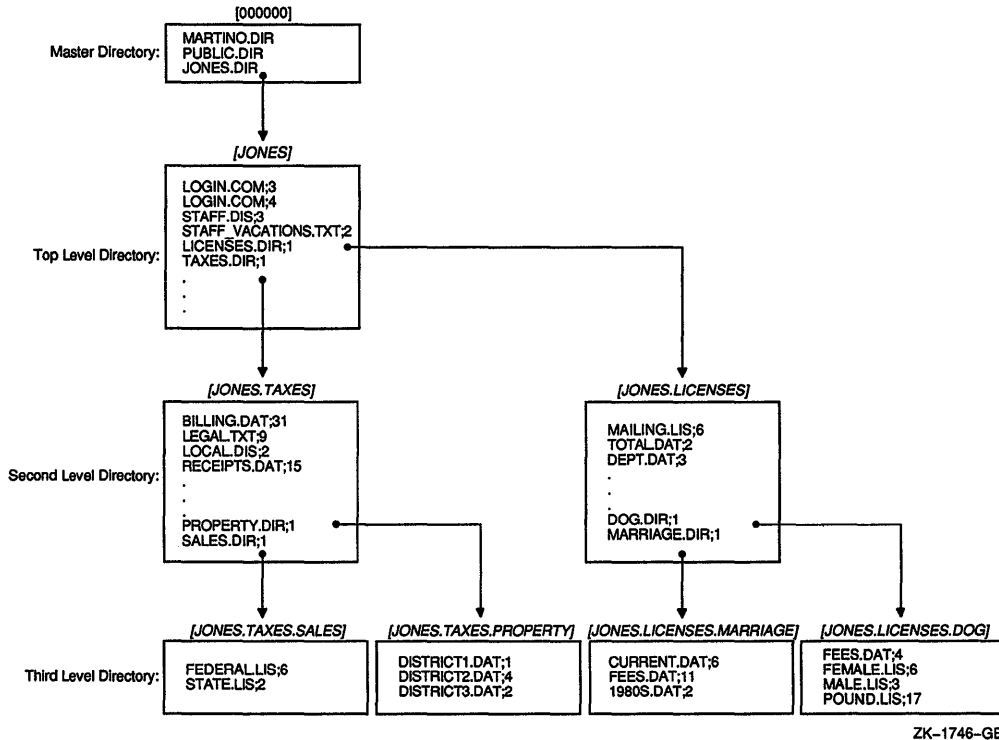 [000000]
Master Directory:
MARTINO.DIR
PUBLIC.DIR
JONES.DIR
[JONES]
Top Level Directory:
LOGIN.COM;3
LOGIN.COM;4
STAFF.DIS;3
STAFF_VACATIONS.TXT;2
LICENSES.DIR;1
TAXES.DIR;1
.
.
.
[JONES.TAXES]
Second Level Directory:
BILLING.DAT;31
LEGAL.TXT;9
LOCAL.DIS;2
RECEIPTS.DAT;15
.
.
.
PROPERTY.DIR;1
SALES.DIR;1
[JONES.LICENSES]
MAILING.LIS;6
TOTAL.DAT;2
DEPT.DAT;3
.
.
.
DOG.DIR;1
MARRIAGE.DIR;1
Third Level Directory:
[JONES.TAXES.SALES]
FEDERAL.LIS;6
STATE.LIS;2
[JONES.TAXES.PROPERTY]
DISTRICT1.DAT;1
DISTRICT2.DAT;4
DISTRICT3.DAT;2
[JONES.LICENSES.MARRIAGE]
CURRENT.DAT;6
FEES.DAT;11
1980S.DAT;2
[JONES.LICENSES.DOG]
FEES.DAT;4
FEMALE.LIS;6
MALE.LIS;3
POUND.LIS;17
ZK–1746–GE